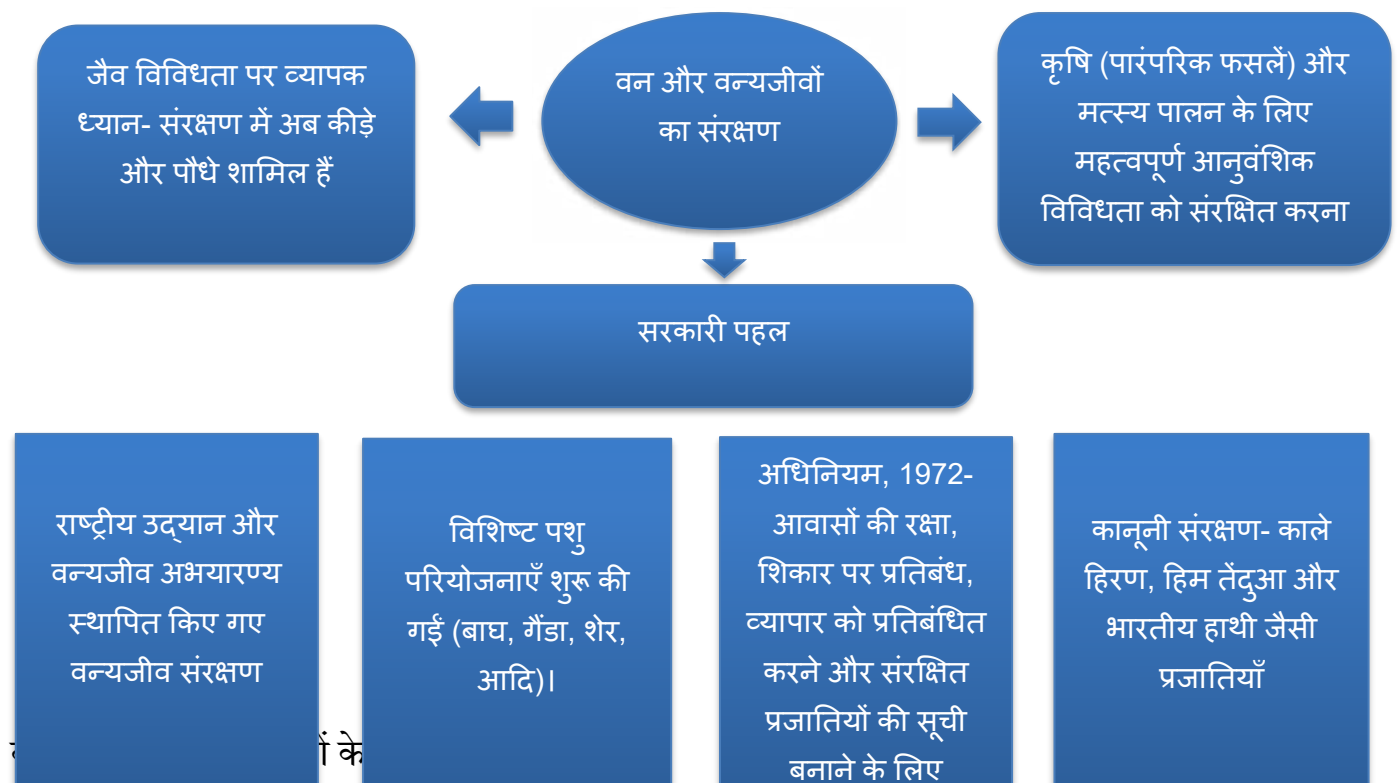 जैव विविधता पर व्यापक
ध्यान- संरक्षण में अब कीड़े
और पौधे शामिल हैं
वन और वन्यजीवों
का संरक्षण
कृषि (पारंपरिक फसलें) और
मत्स्य पालन के लिए
महत्वपूर्ण आनुवंशिक
विविधता को संरक्षित करना
सरकारी पहल
राष्ट्रीय उद्यान और
वन्यजीव अभयारण्य
स्थापित किए गए
वन्यजीव संरक्षण
विशिष्ट पशु
परियोजनाएँ शुरू की
गईं (बाघ, गैंडा, शेर,
आदि)।
अधिनियम, 1972-
आवासों की रक्षा,
शिकार पर प्रतिबंध,
व्यापार को प्रतिबंधित
करने और संरक्षित
प्रजातियों की सूची
बनाने के लिए
कानूनी संरक्षण- काले
हिरण, हिम तेंदुआ और
भारतीय हाथी जैसी
प्रजातियाँ
के